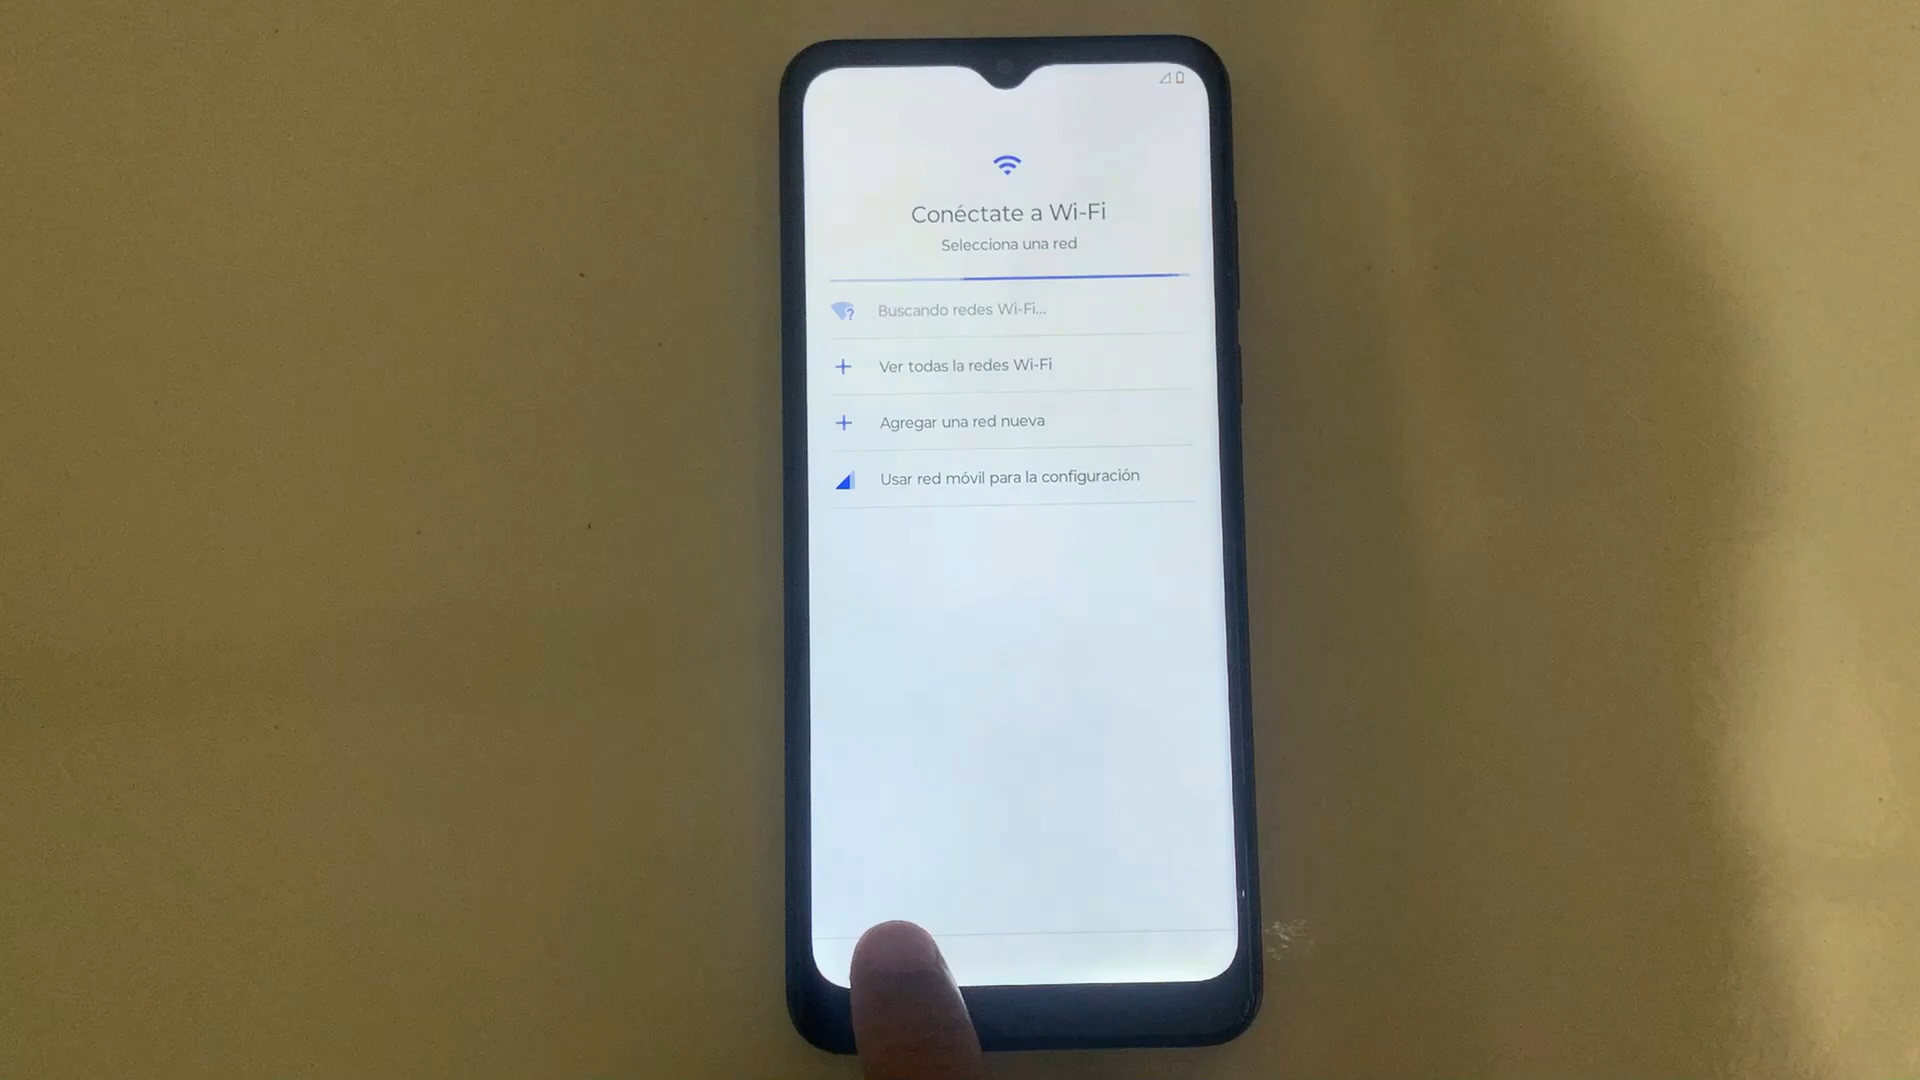 Conéctate a Wi-Fi
Selecciona una red
Buscando redes Wi-Fi...
Ver todas la redes Wi-Fi
Agregar una red nueva
Usar red móvil para la configuración